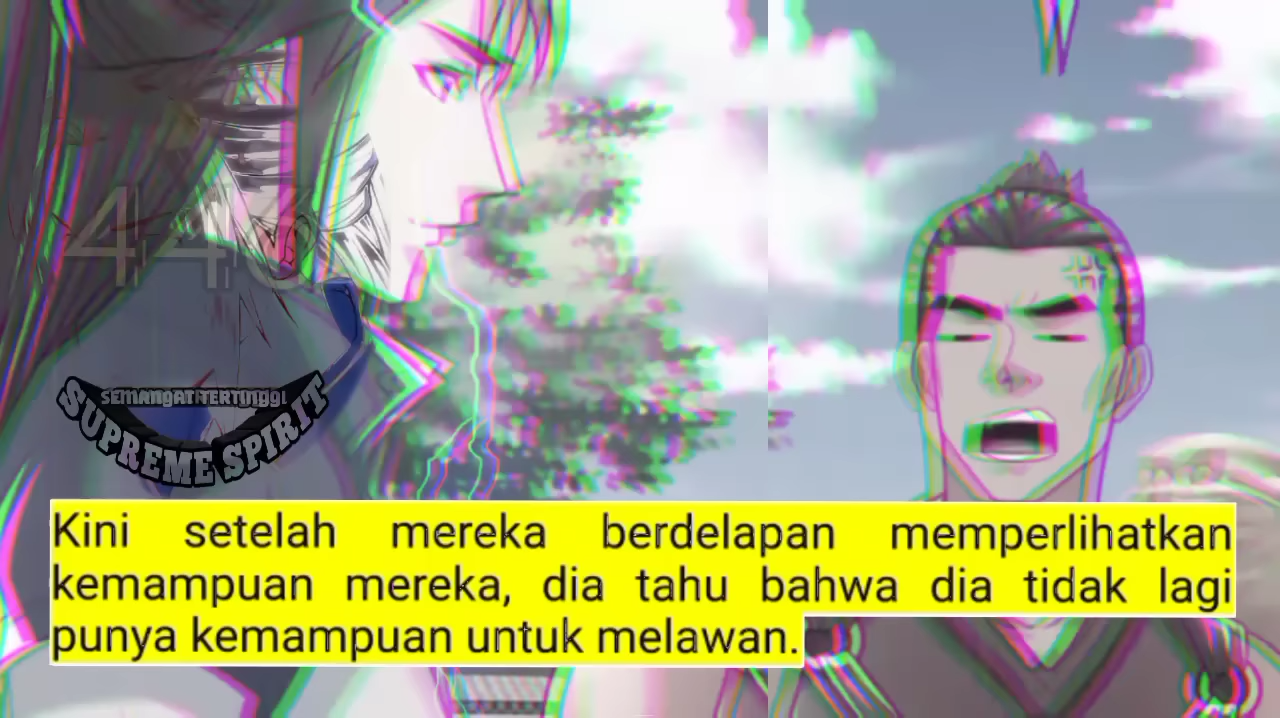 446
SEMANGAT TERTINGGI
SUPREME SPIRIT
Kini setelah mereka berdelapan memperlihatkan
kemampuan mereka, dia tahu bahwa dia tidak lagi
punya kemampuan untuk melawan.